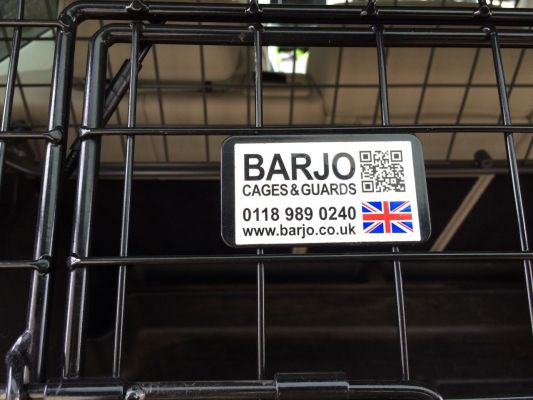 BARJO
CAGES & GUARDS
0118 989 0240
www.barjo.co.uk